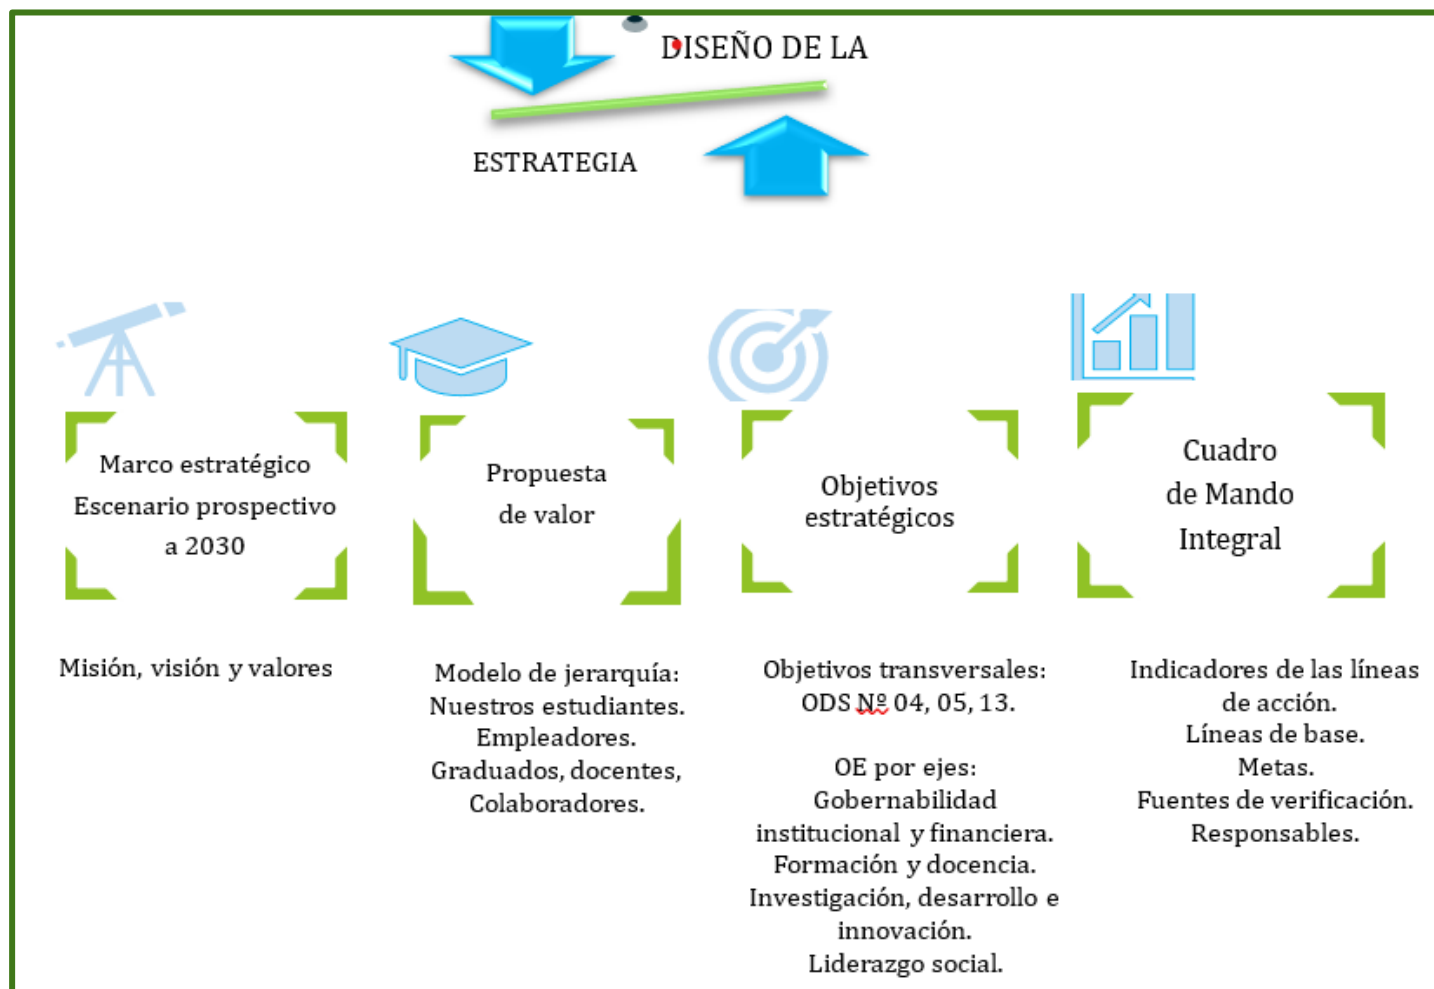 DISEÑO DE LA
ESTRATEGIA
Marco estratégico
Escenario prospectivo
a 2030
Misión, visión y valores
Propuesta
de valor
Modelo de jerarquía:
Nuestros estudiantes.
Empleadores.
Graduados, docentes,
Colaboradores.
Objetivos
estratégicos
Objetivos transversales:
ODS Nº 04, 05, 13.
OE por ejes:
Gobernabilidad
institucional y financiera.
Formación y docencia.
Investigación, desarrollo e
innovación.
Liderazgo social.
Cuadro
de Mando
Integral
Indicadores de las líneas
de acción.
Líneas de base.
Metas.
Fuentes de verificación.
Responsables.